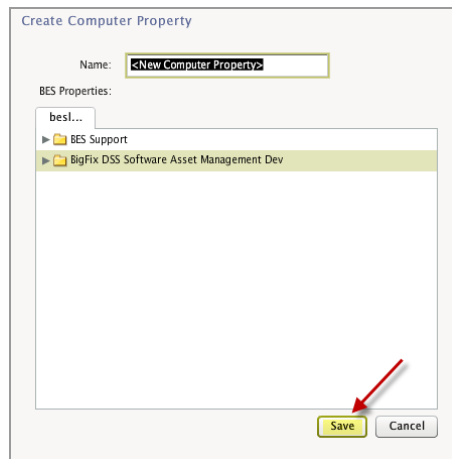 Create Computer Property
Name: <New Computer Property>
BES Properties:
besl...
BES Support
BigFix DSS Software Asset Management Dev
Save Cancel